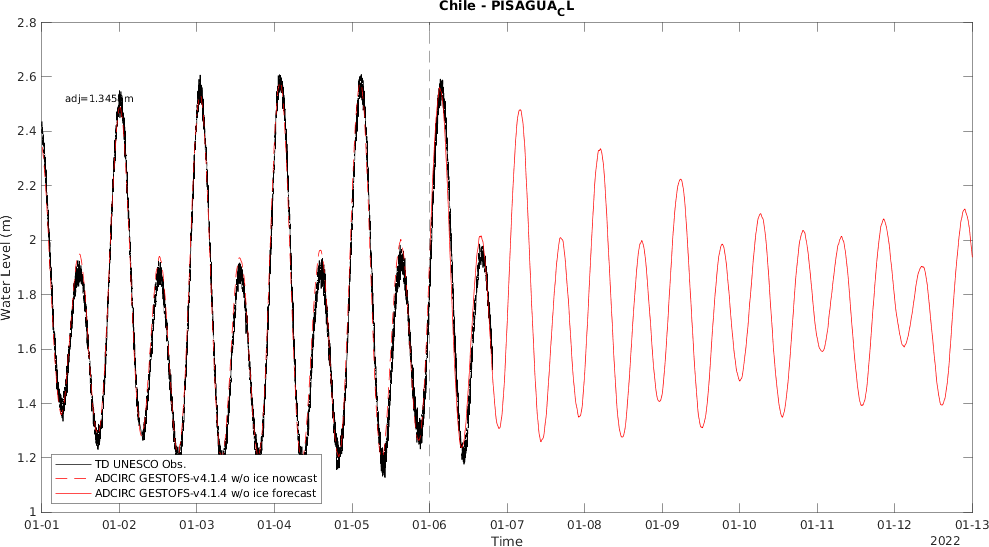 Chile - PISAGUA_CL
2.8
2.6
2.4
2.2
2
1.8
1.6
1.4
1.2
1
Water Level (m)
adj=1.345 m
TD UNESCO Obs.
ADCIRC GESTOFS-v4.1.4 w/o ice nowcast
ADCIRC GESTOFS-v4.1.4 w/o ice forecast
01-01 01-02 01-03 01-04 01-05 01-06 01-07 01-08 01-09 01-10 01-11 01-12 01-13
Time
2022